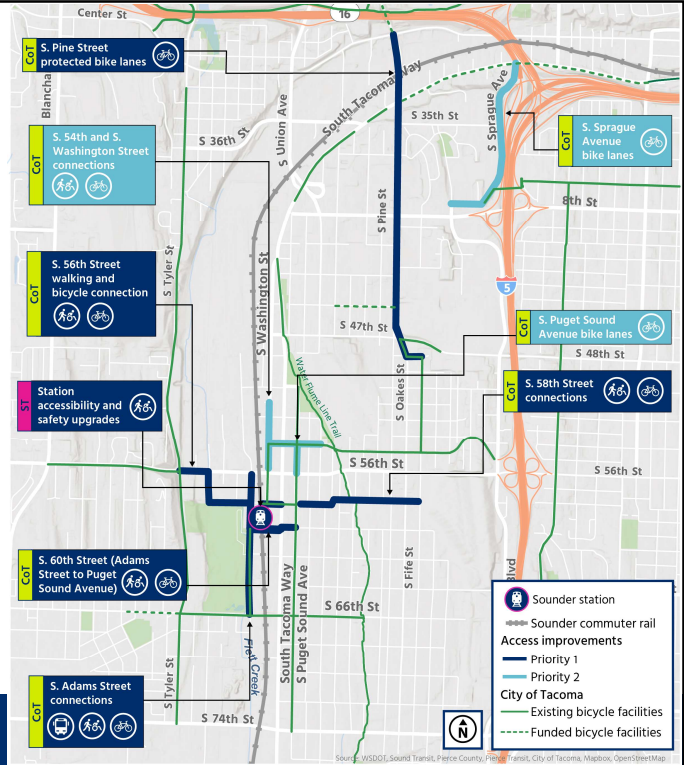 Center St
16
CoT
S. Pine Street
protected bike lanes
Blancha
S 36th St
S Union Ave
South Tacoma Way
S 35th St
S Sprague Ave
CoT
S. Sprague
Avenue
bike lanes
CoT
S. 54th and S.
Washington Street
connections
8th St
S Pine St
S Tyler St
CoT
S. 56th Street
walking and
bicycle connection
S Washington St
5
CoT
S. Puget Sound
Avenue bike lanes
S 47th St
S 48th St
Water Flume Line Trail
S Oakes St
ST
Station
accessibility and
safety upgrades
CoT
S. 58th Street
connections
S 56th St
S 56th St
CoT
S. 60th Street (Adams
Street to Puget
Sound Avenue)
S Fife St
Blvd
S 66th St
South Tacoma Way
S Puget Sound Ave
Flett Creek
S Tyler St
CoT
S. Adams Street
connections
S 74th St
N
Sounder station
Sounder commuter rail
Access improvements
Priority 1
Priority 2
City of Tacoma
Existing bicycle facilities
Funded bicycle facilities
Source: WSDOT, Sound Transit, Pierce County, Pierce Transit, City of Tacoma, Mapbox, OpenStreetMap